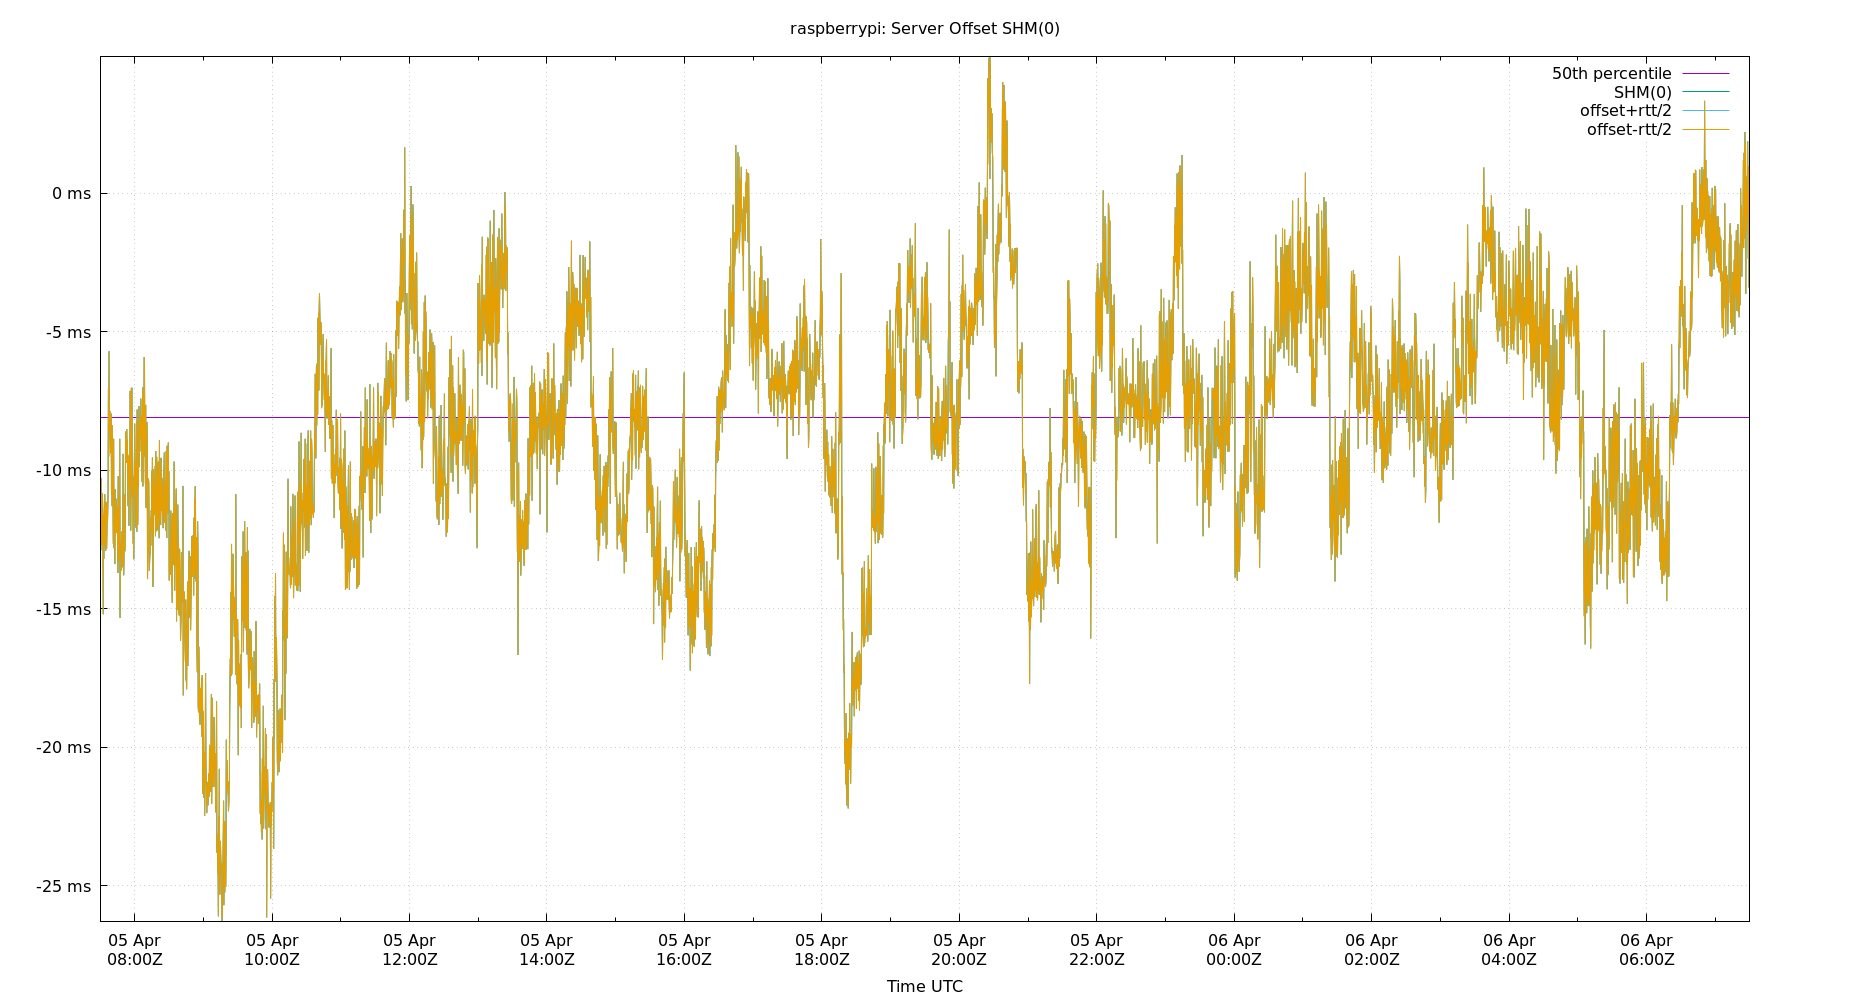 raspberrypi: Server Offset SHM(0)
50th percentile
SHM(0)
offset+rtt/2
offset-rtt/2
0 ms
-5 ms
-10 ms
-15 ms
-20 ms
-25 ms
05 Apr 05 Apr 05 Apr 05 Apr 05 Apr 05 Apr 05 Apr 05 Apr 06 Apr 06 Apr 06 Apr 06 Apr
08:00Z 10:00Z 12:00Z 14:00Z 16:00Z 18:00Z 20:00Z 22:00Z 00:00Z 02:00Z 04:00Z 06:00Z
Time UTC